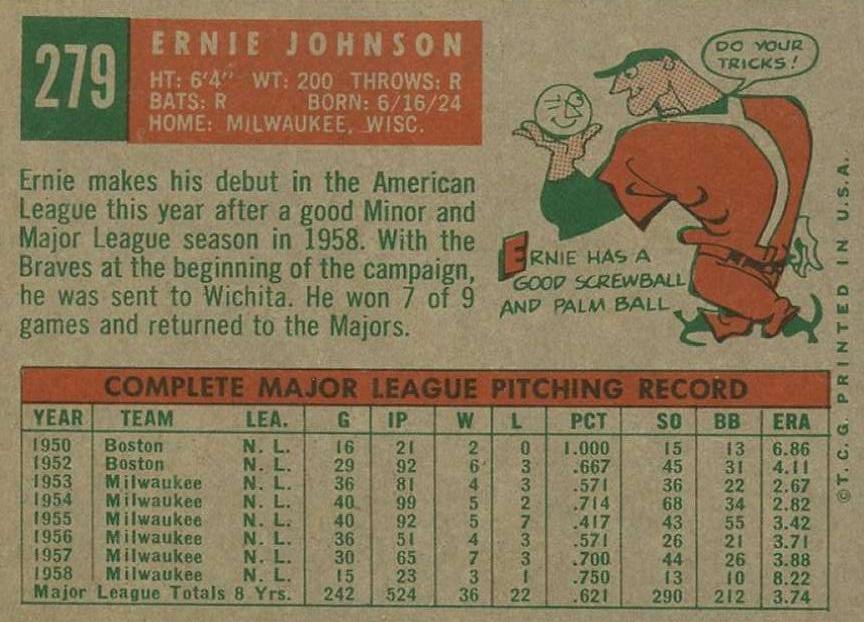 279
ERNIE JOHNSON
HT: 6'4" WT: 200 THROWS: R
BATS: R BORN: 6/16/24
HOME: MILWAUKEE, WISC.
DO YOUR
TRICKS!
Ernie makes his debut in the American
League this year after a good Minor and
Major League season in 1958. With the
Braves at the beginning of the campaign,
he was sent to Wichita. He won 7 of 9
games and returned to the Majors.
ERNIE HAS A
GOOD SCREWBALL
AND PALM BALL
COMPLETE MAJOR LEAGUE PITCHING RECORD
YEAR TEAM LEA. G IP W L PCT SO BB ERA
1950 Boston N. L. 16 21 2 0 1.000 15 13 6.86
1952 Boston N. L. 29 92 6 3 .667 45 31 4.11
1953 Milwaukee N. L. 36 81 4 3 .571 36 22 2.67
1954 Milwaukee N. L. 40 99 5 2 .714 68 34 2.82
1955 Milwaukee N. L. 40 92 5 7 .417 43 55 3.42
1956 Milwaukee N. L. 36 51 4 3 .571 26 21 3.71
1957 Milwaukee N. L. 30 65 7 3 .700 44 26 3.88
1958 Milwaukee N. L. 15 23 3 1 .750 13 10 8.22
Major League Totals 8 Yrs. 242 524 36 22 .621 290 212 3.74
©T.C.G. PRINTED IN U.S.A.